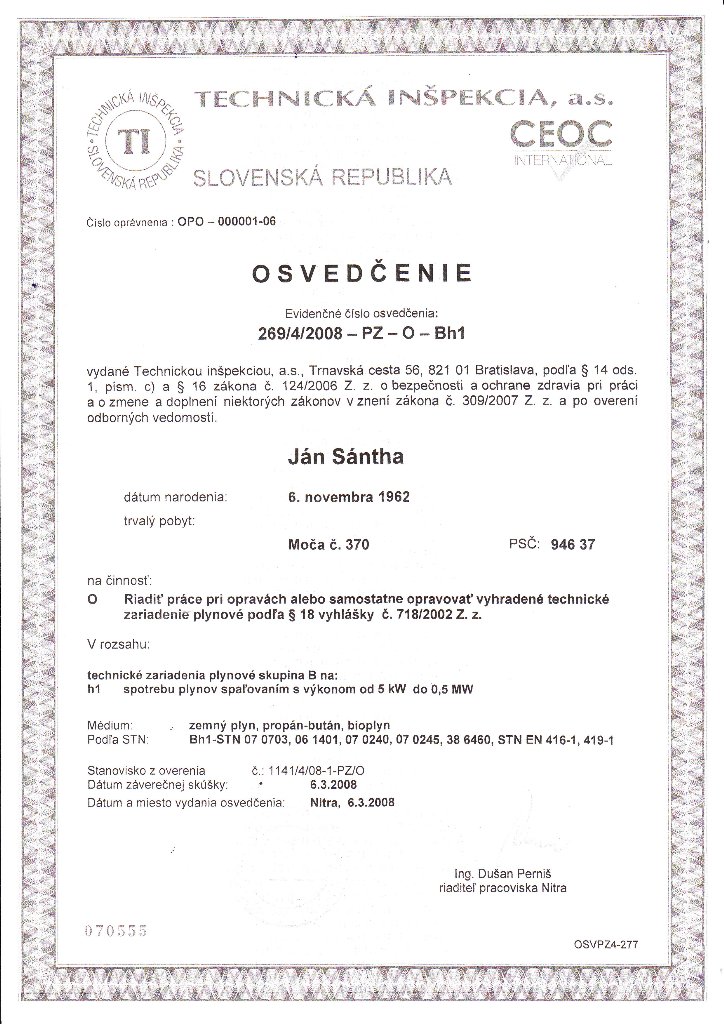 TECHNICKÁ INŠPEKCIA, a.s.
TECHNICKÁ INŠPEKCIA
TI
SLOVENSKÁ REPUBLIKA
CEOC
INTERNATIONAL
SLOVENSKÁ REPUBLIKA
Číslo oprávnenia : OPO – 000001-06
OSVEDČENIE
Evidenčné číslo osvedčenia:
269/4/2008 – PZ – O – Bh1
vydané Technickou inšpekciou, a.s., Trnavská cesta 56, 821 01 Bratislava, podľa § 14 ods.
1, písm. c) a § 16 zákona č. 124/2006 Z. z. o bezpečnosti a ochrane zdravia pri práci
a o zmene a doplnení niektorých zákonov v znení zákona č. 309/2007 Z. z. a po overení
odborných vedomostí.
Ján Sántha
dátum narodenia: 6. novembra 1962
trvalý pobyt:
Moča č. 370 PSČ: 946 37
na činnosť:
O Riadiť práce pri opravách alebo samostatne opravovať vyhradené technické
zariadenie plynové podľa § 18 vyhlášky č. 718/2002 Z. z.
V rozsahu:
technické zariadenia plynové skupina B na:
h1 spotrebu plynov spaľovaním s výkonom od 5 kW do 0,5 MW
Médium: zemný plyn, propán-bután, bioplyn
Podľa STN: Bh1-STN 07 0703, 06 1401, 07 0240, 07 0245, 38 6460, STN EN 416-1, 419-1
Stanovisko z overenia č.: 1141/4/08-1-PZ/O
Dátum záverečnej skúšky: 6.3.2008
Dátum a miesto vydania osvedčenia: Nitra, 6.3.2008
Ing. Dušan Perniš
riaditeľ pracoviska Nitra
070555
OSVPZ4-277